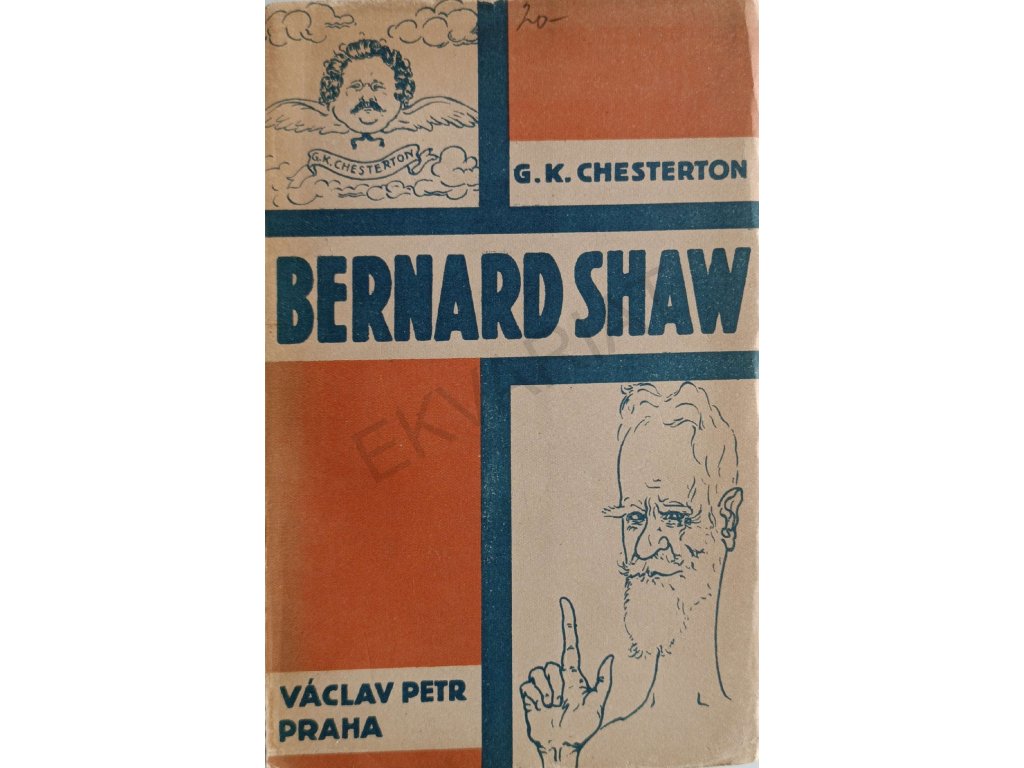 20-
G. K. CHESTERTON
G. K. CHESTERTON
BERNARD SHAW
VÁCLAV PETR
PRAHA